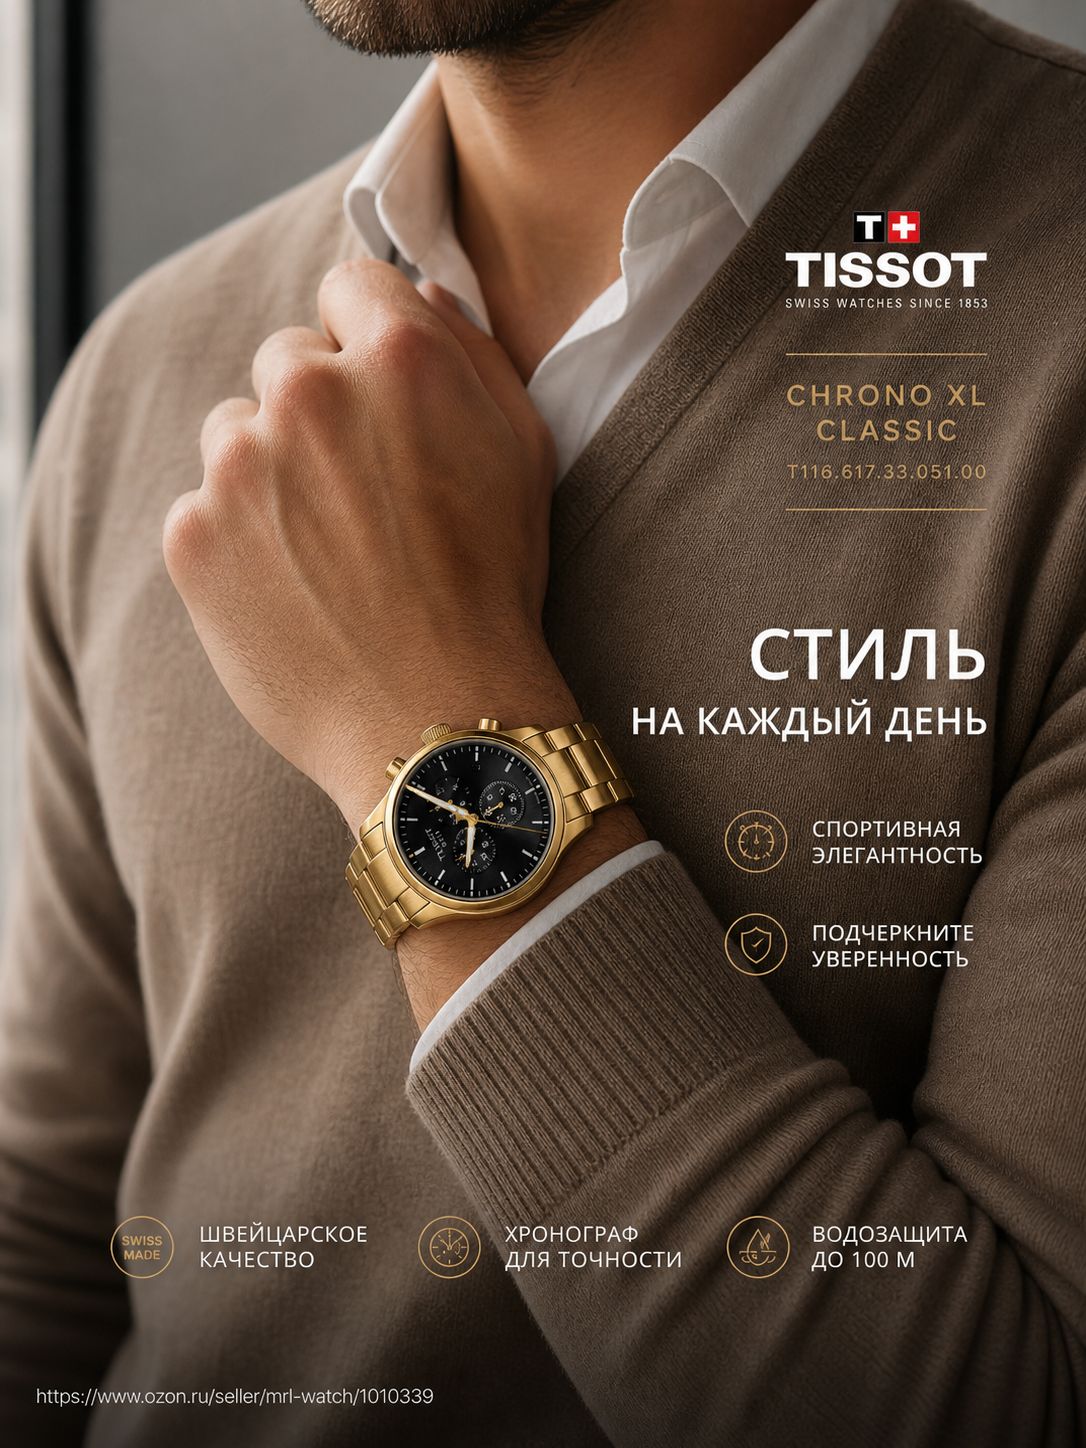 T+
TISSOT
SWISS WATCHES SINCE 1853
CHRONO XL
CLASSIC
T116.617.33.051.00
СТИЛЬ
НА КАЖДЫЙ ДЕНЬ
СПОРТИВНАЯ
ЭЛЕГАНТНОСТЬ
ПОДЧЕРКНИТЕ
УВЕРЕННОСТЬ
SWISS
MADE
ШВЕЙЦАРСКОЕ
КАЧЕСТВО
ХРОНОГРАФ
ДЛЯ ТОЧНОСТИ
ВОДОЗАЩИТА
ДО 100 М
https://www.ozon.ru/seller/mrl-watch/1010339